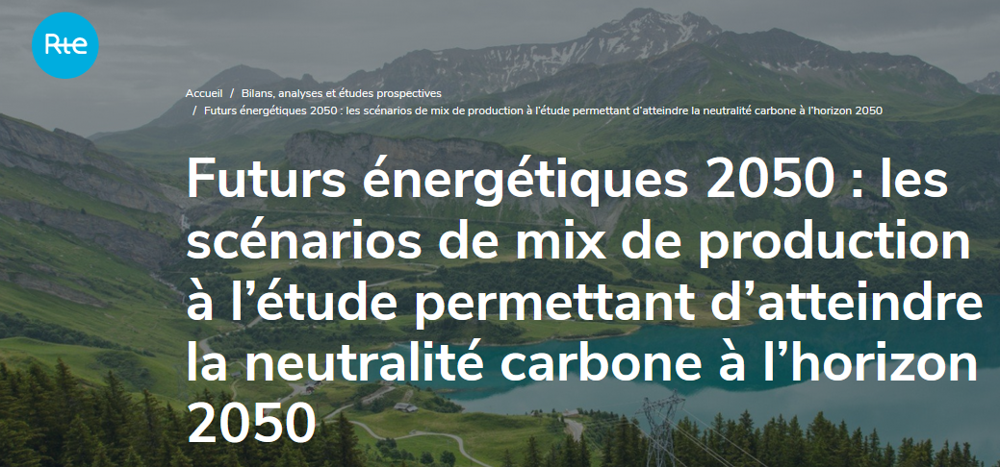 Rte
Accueil / Bilans, analyses et études prospectives
/ Futurs énergétiques 2050 : les scénarios de mix de production à l’étude permettant d’atteindre la neutralité carbone à l’horizon 2050
Futurs énergétiques 2050 : les
scénarios de mix de production
à l’étude permettant d’atteindre
la neutralité carbone à l’horizon
2050